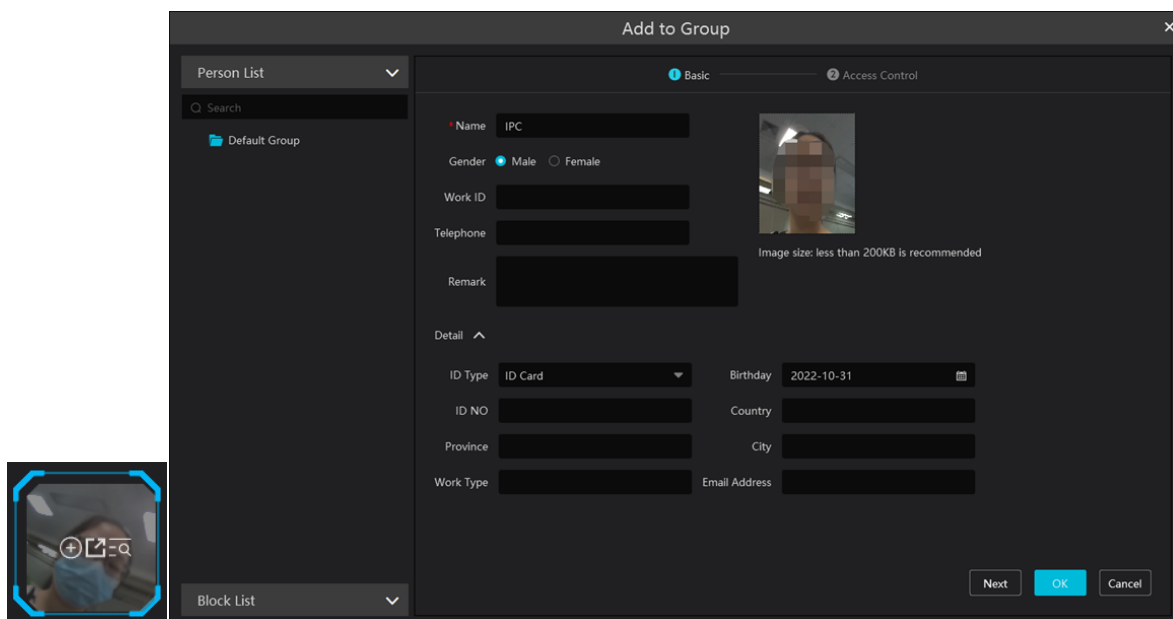 Add to Group
Person List
Search
Default Group
Block List
1 Basic
2 Access Control
*Name IPC
Gender Male Female
Work ID
Telephone
Remark
Image size: less than 200KB is recommended
Detail
ID Type ID Card Birthday 2022-10-31
ID NO Country
Province City
Work Type Email Address
Next OK Cancel